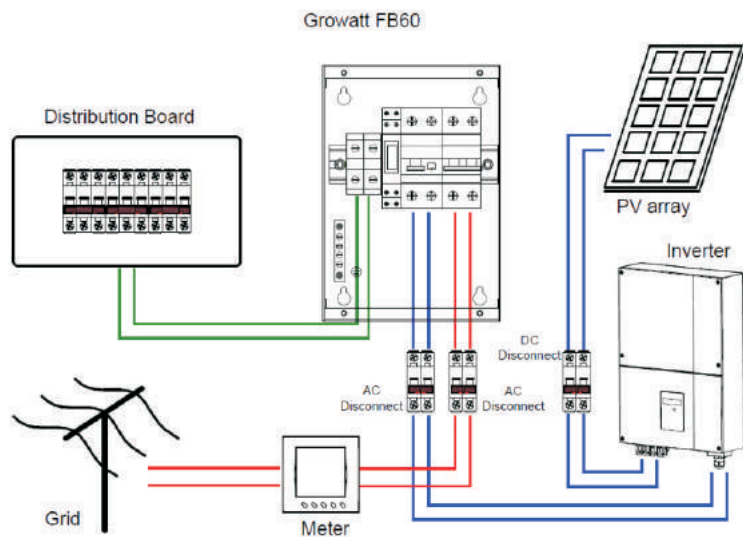 Growatt FB60
Distribution Board
PV array
Inverter
DC
Disconnect
AC
Disconnect
AC
Disconnect
Grid
Meter